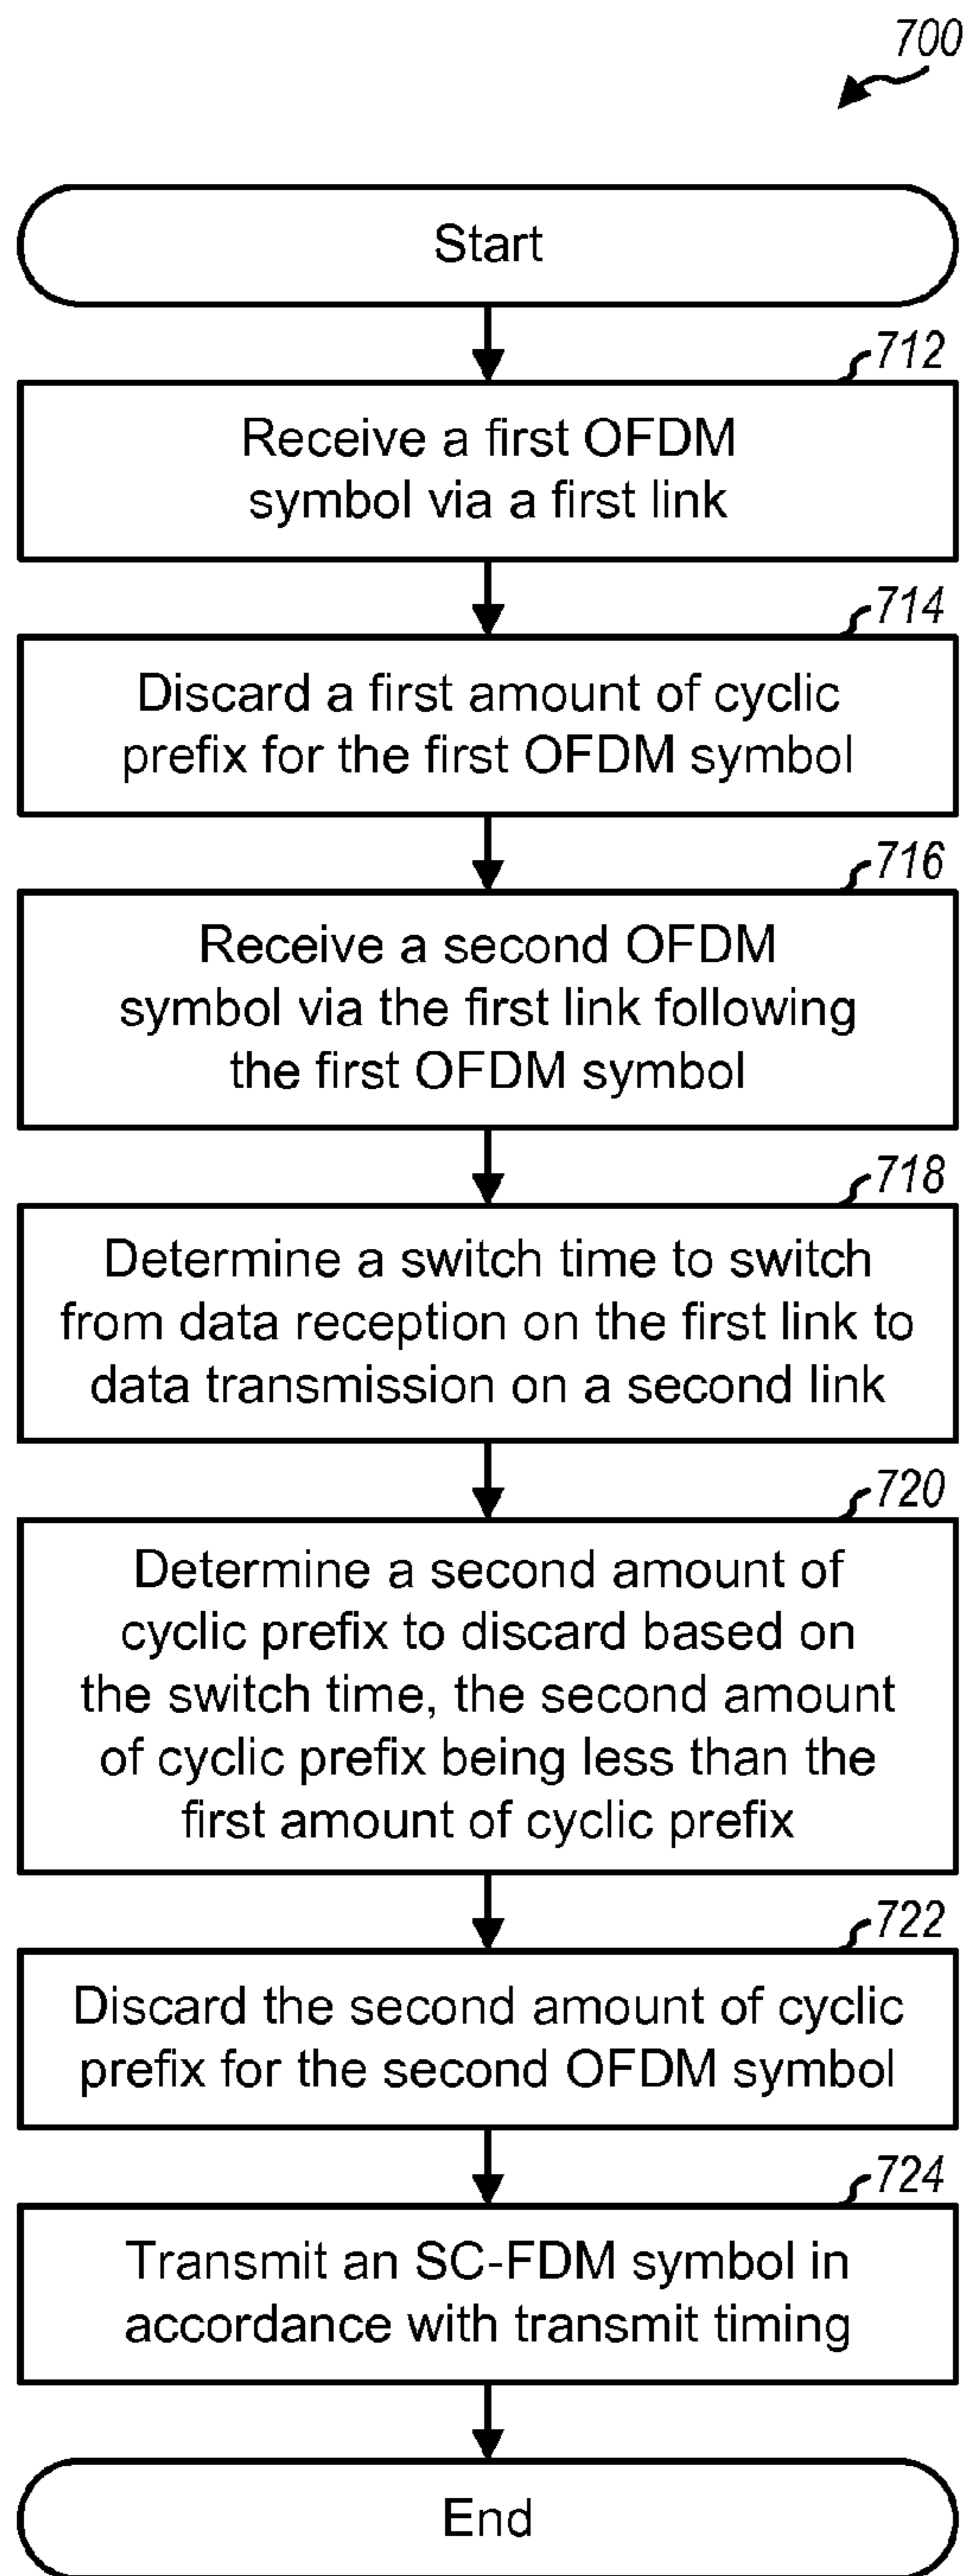 700
Start
712
Receive a first OFDM
symbol via a first link
714
Discard a first amount of cyclic
prefix for the first OFDM symbol
716
Receive a second OFDM
symbol via the first link following
the first OFDM symbol
718
Determine a switch time to switch
from data reception on the first link to
data transmission on a second link
720
Determine a second amount of
cyclic prefix to discard based on
the switch time, the second amount
of cyclic prefix being less than the
first amount of cyclic prefix
722
Discard the second amount of cyclic
prefix for the second OFDM symbol
724
Transmit an SC-FDM symbol in
accordance with transmit timing
End